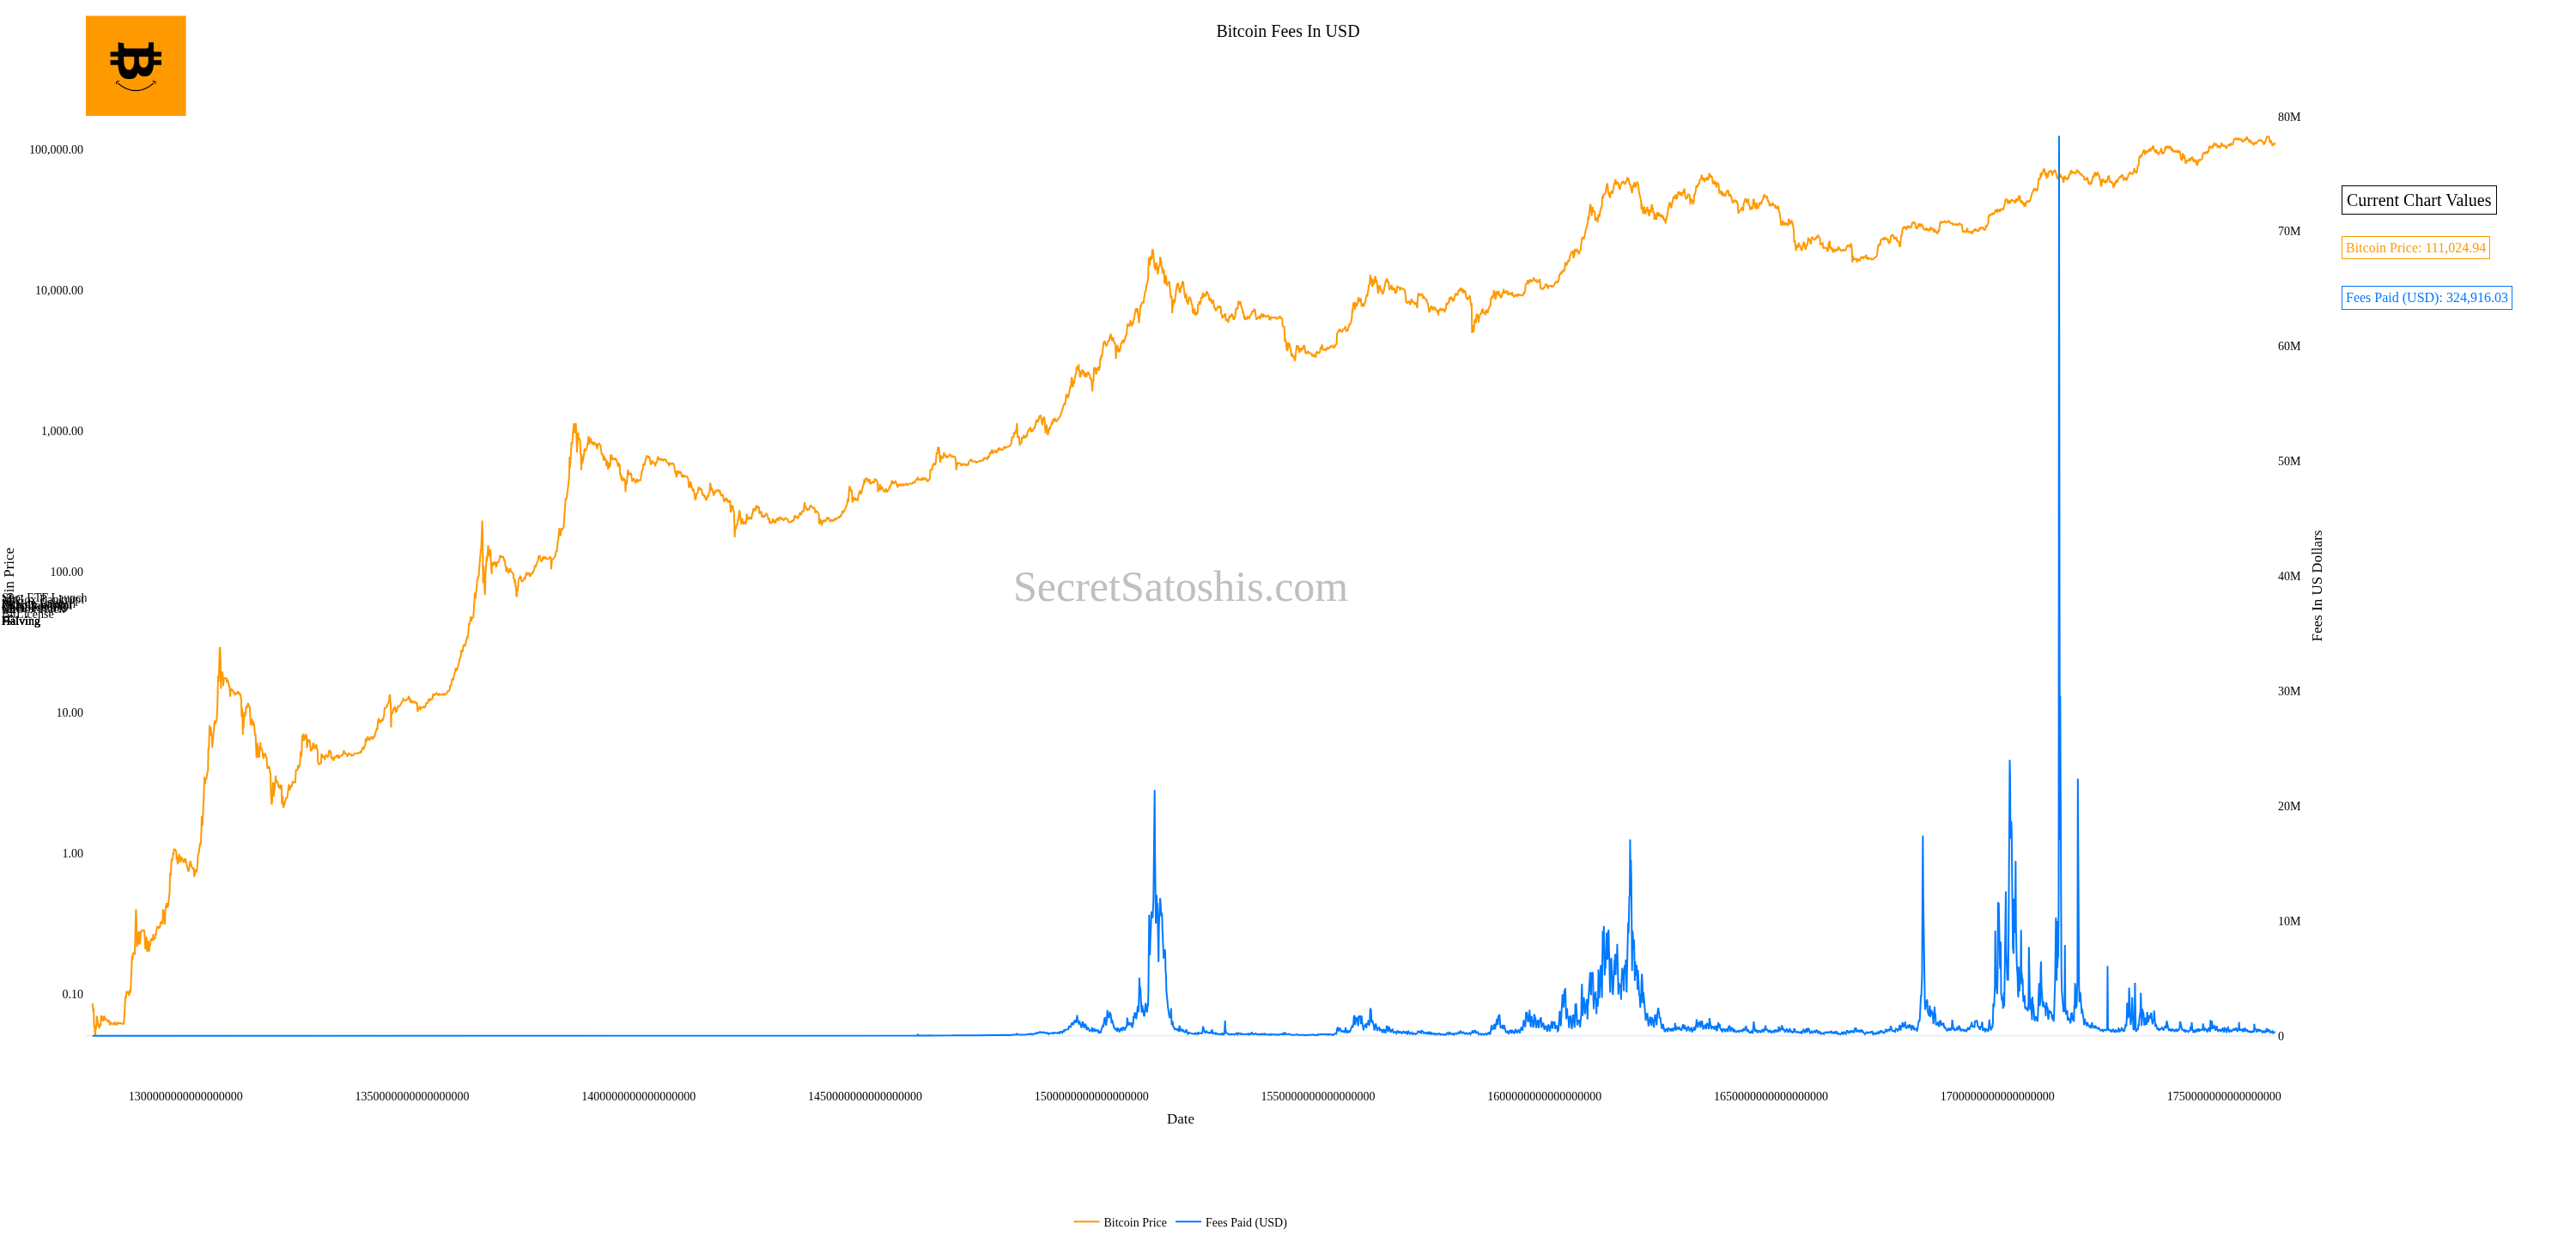 Bitcoin Fees In USD
80M
100,000.00
Current Chart Values
70M
Bitcoin Price: 111,024.94
10,000.00
Fees Paid (USD): 324,916.03
60M
1,000.00
50M
100.00
40M
SecretSatoshis.com
Fees In US Dollars
Price
Halving
30M
10.00
20M
1.00
10M
0.10
0
1300000000000000000
1350000000000000000
1400000000000000000
1450000000000000000
1500000000000000000
1550000000000000000
1600000000000000000
1650000000000000000
1700000000000000000
1750000000000000000
Date
Bitcoin Price
Fees Paid (USD)